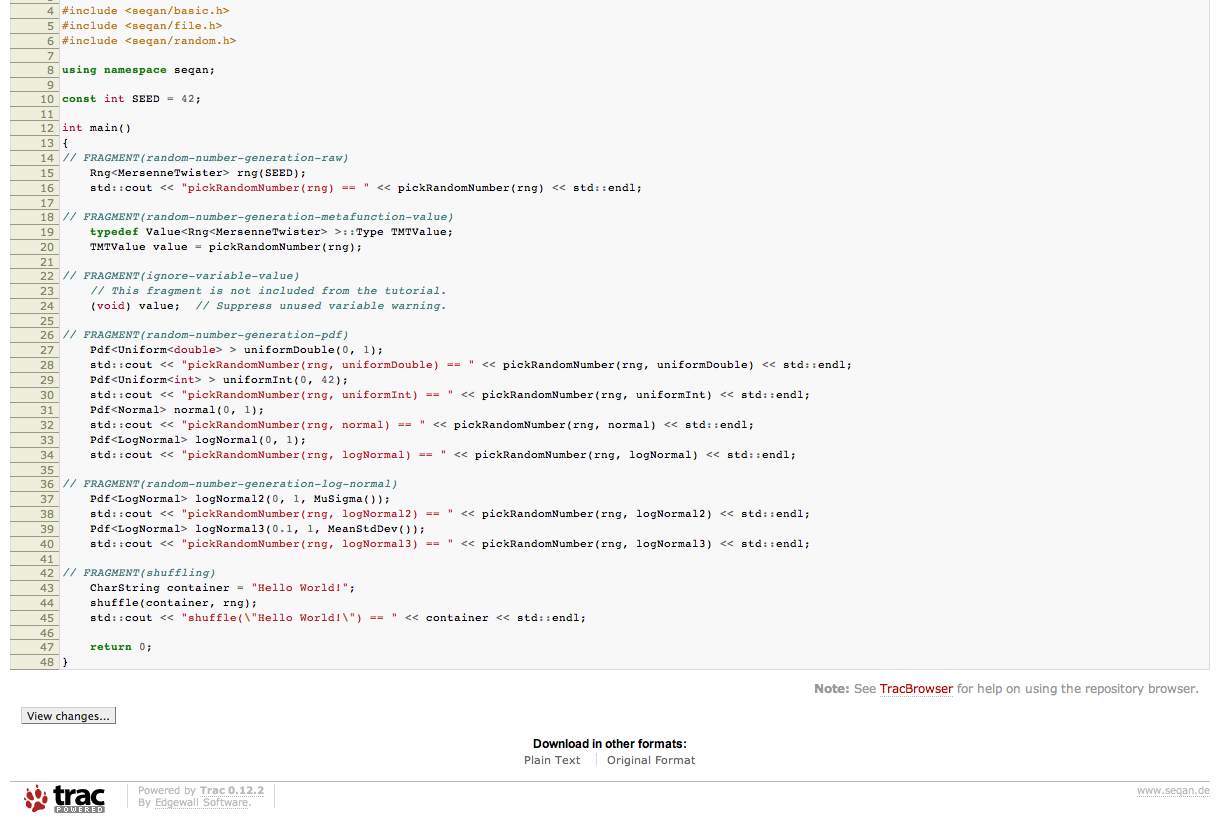 4 #include <seqan/basic.h>
5 #include <seqan/file.h>
6 #include <seqan/random.h>
7
8 using namespace seqan;
9
10 const int SEED = 42;
11
12 int main()
13 {
14 // FRAGMENT(random-number-generation-raw)
15     Rng<MersenneTwister> rng(SEED);
16     std::cout << "pickRandomNumber(rng) == " << pickRandomNumber(rng) << std::endl;
17
18 // FRAGMENT(random-number-generation-metafunction-value)
19     typedef Value<Rng<MersenneTwister> >::Type TMTValue;
20     TMTValue value = pickRandomNumber(rng);
21
22 // FRAGMENT(ignore-variable-value)
23     // This fragment is not included from the tutorial.
24     (void) value;  // Suppress unused variable warning.
25
26 // FRAGMENT(random-number-generation-pdf)
27     Pdf<Uniform<double> > uniformDouble(0, 1);
28     std::cout << "pickRandomNumber(rng, uniformDouble) == " << pickRandomNumber(rng, uniformDouble) << std::endl;
29     Pdf<Uniform<int> > uniformInt(0, 42);
30     std::cout << "pickRandomNumber(rng, uniformInt) == " << pickRandomNumber(rng, uniformInt) << std::endl;
31     Pdf<Normal> normal(0, 1);
32     std::cout << "pickRandomNumber(rng, normal) == " << pickRandomNumber(rng, normal) << std::endl;
33     Pdf<LogNormal> logNormal(0, 1);
34     std::cout << "pickRandomNumber(rng, logNormal) == " << pickRandomNumber(rng, logNormal) << std::endl;
35
36 // FRAGMENT(random-number-generation-log-normal)
37     Pdf<LogNormal> logNormal2(0, 1, MuSigma());
38     std::cout << "pickRandomNumber(rng, logNormal2) == " << pickRandomNumber(rng, logNormal2) << std::endl;
39     Pdf<LogNormal> logNormal3(0.1, 1, MeanStdDev());
40     std::cout << "pickRandomNumber(rng, logNormal3) == " << pickRandomNumber(rng, logNormal3) << std::endl;
41
42 // FRAGMENT(shuffling)
43     CharString container = "Hello World!";
44     shuffle(container, rng);
45     std::cout << "shuffle(\"Hello World!\") == " << container << std::endl;
46
47     return 0;
48 }
Note: See TracBrowser for help on using the repository browser.
View changes...
Download in other formats:
Plain Text
Original Format
trac
POWERED
Powered by Trac 0.12.2
By Edgewall Software.
www.seqan.de